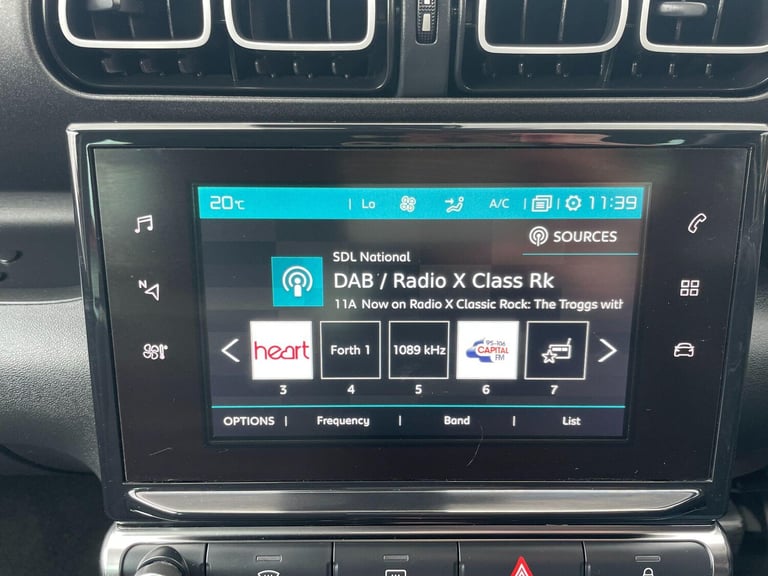 20°C Lo A/C 11:39
SOURCES
SDL National
DAB / Radio X Class Rk
11A Now on Radio X Classic Rock: The Troggs with
heart Forth 1 1089 kHz 95-106 CAPITAL FM
3 4 5 6 7
OPTIONS Frequency Band List
N